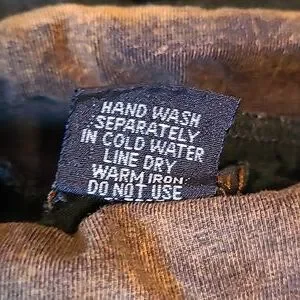 HAND WASH
SEPARATELY
IN COLD WATER
LINE DRY
WARM IRON
DO NOT USE